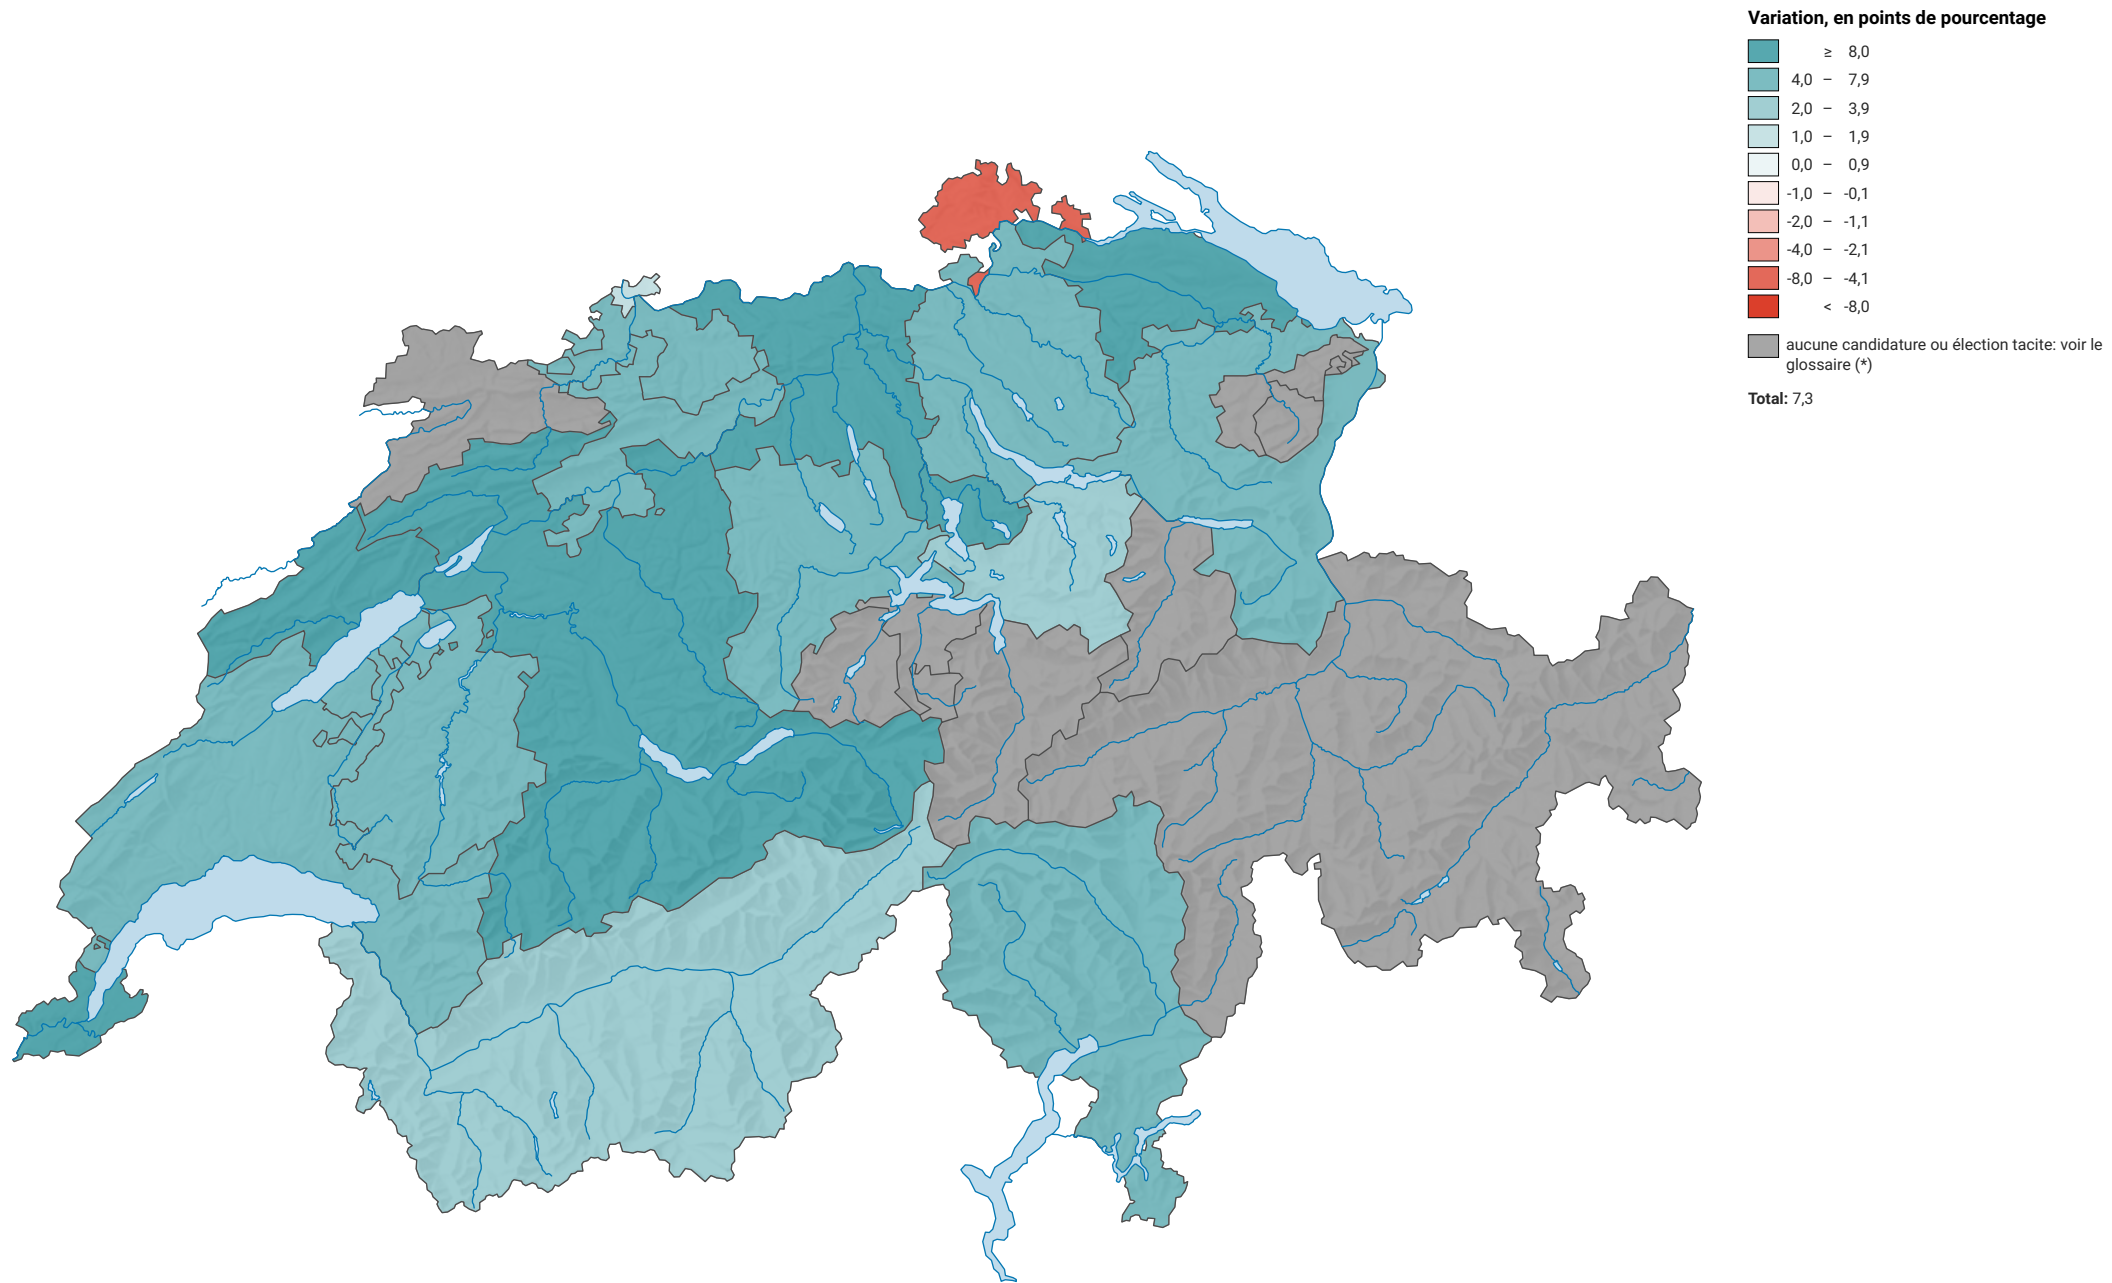 Variation, en points de pourcentage
≥ 8,0
4,0 – 7,9
2,0 – 3,9
1,0 – 1,9
0,0 – 0,9
-1,0 – -0,1
-2,0 – -1,1
-4,0 – -2,1
-8,0 – -4,1
< -8,0
aucune candidature ou élection tacite: voir le
glossaire (*)
Total: 7,3